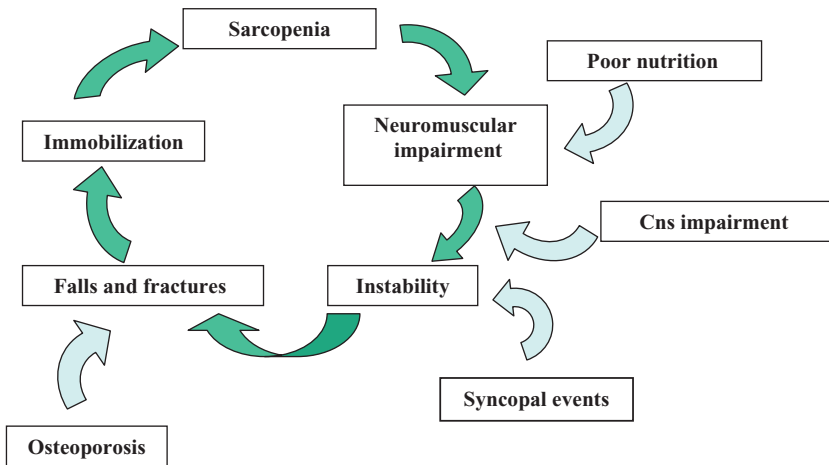 Sarcopenia
Poor nutrition
Neuromuscular
impairment
Immobilization
Cns impairment
Falls and fractures
Instability
Syncopal events
Osteoporosis